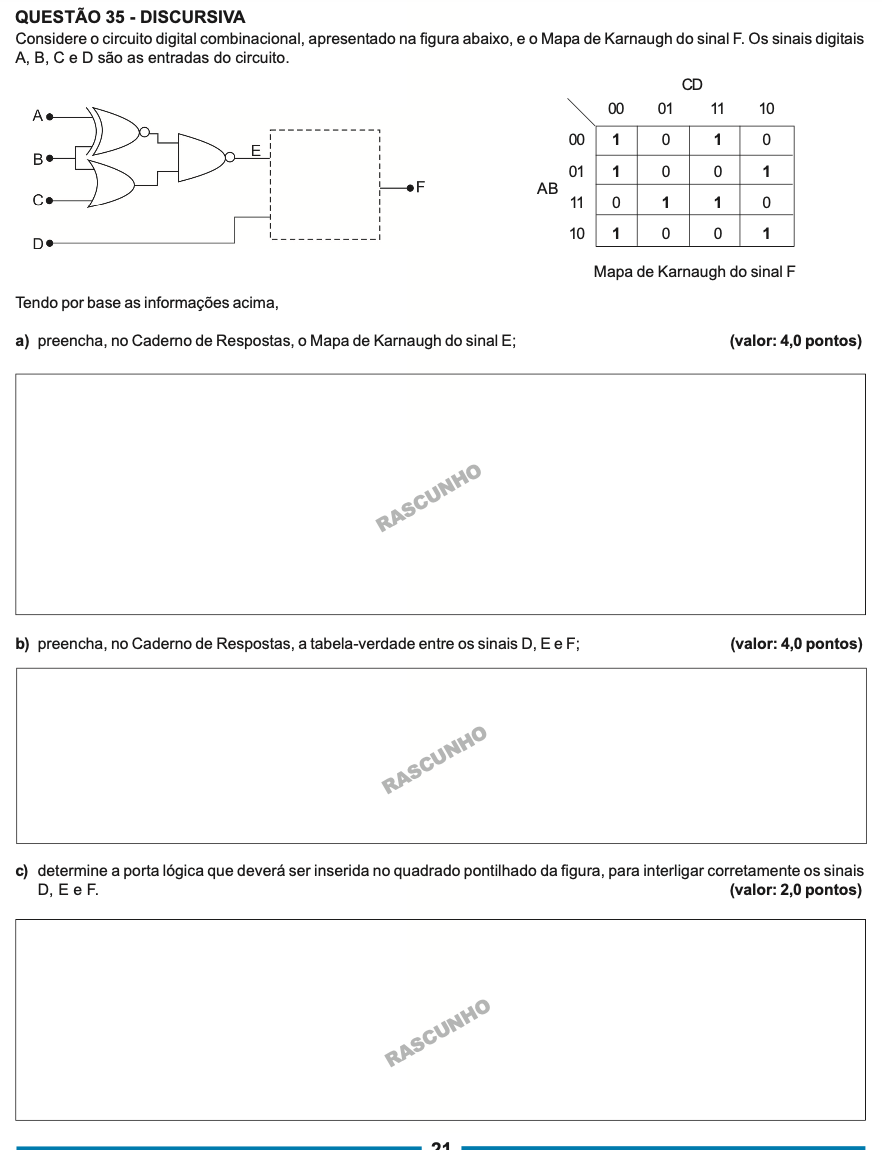 QUESTÃO 35 - DISCURSIVA
Considere o circuito digital combinacional, apresentado na figura abaixo, e o Mapa de Karnaugh do sinal F. Os sinais digitais
A, B, C e D são as entradas do circuito.
A
B
C
D
E
F
CD
00 01 11 10
AB
00 1 0 1 0
01 1 0 0 1
11 0 1 1 0
10 1 0 0 1
Mapa de Karnaugh do sinal F
Tendo por base as informações acima,
a) preencha, no Caderno de Respostas, o Mapa de Karnaugh do sinal E; (valor: 4,0 pontos)
RASCUNHO
b) preencha, no Caderno de Respostas, a tabela-verdade entre os sinais D, E e F; (valor: 4,0 pontos)
RASCUNHO
c) determine a porta lógica que deverá ser inserida no quadrado pontilhado da figura, para interligar corretamente os sinais
D, E e F. (valor: 2,0 pontos)
RASCUNHO
21